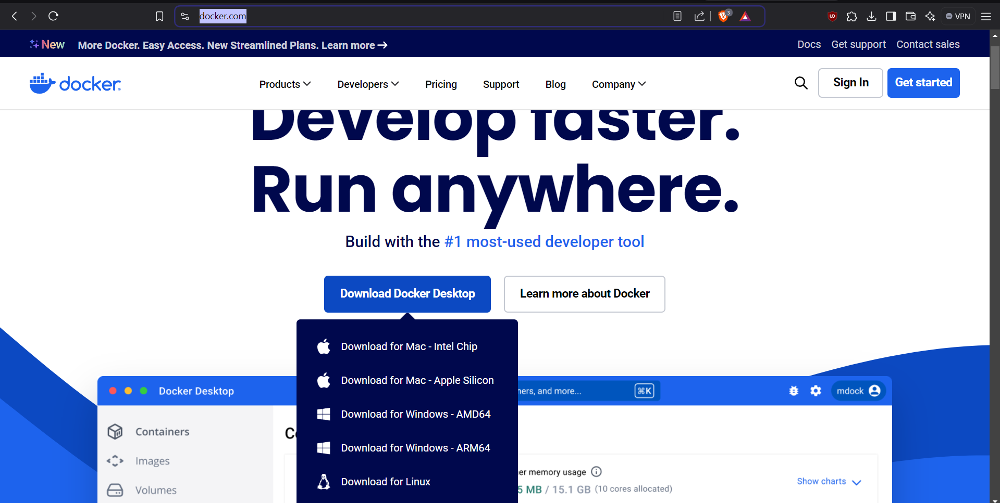 docker.com
3
VPN
New More Docker. Easy Access. New Streamlined Plans. Learn more →
Docs Get support Contact sales
docker
Products Developers Pricing Support Blog Company
Sign In Get started
Develop faster.
Run anywhere.
Build with the #1 most-used developer tool
Download Docker Desktop Learn more about Docker
Download for Mac - Intel Chip
Download for Mac - Apple Silicon
Download for Windows - AMD64
Download for Windows - ARM64
Download for Linux
Docker Desktop
and more... ⌘K
mdock
Containers
Images
Volumes
memory usage
MB / 15.1 GB (10 cores allocated)
Show charts